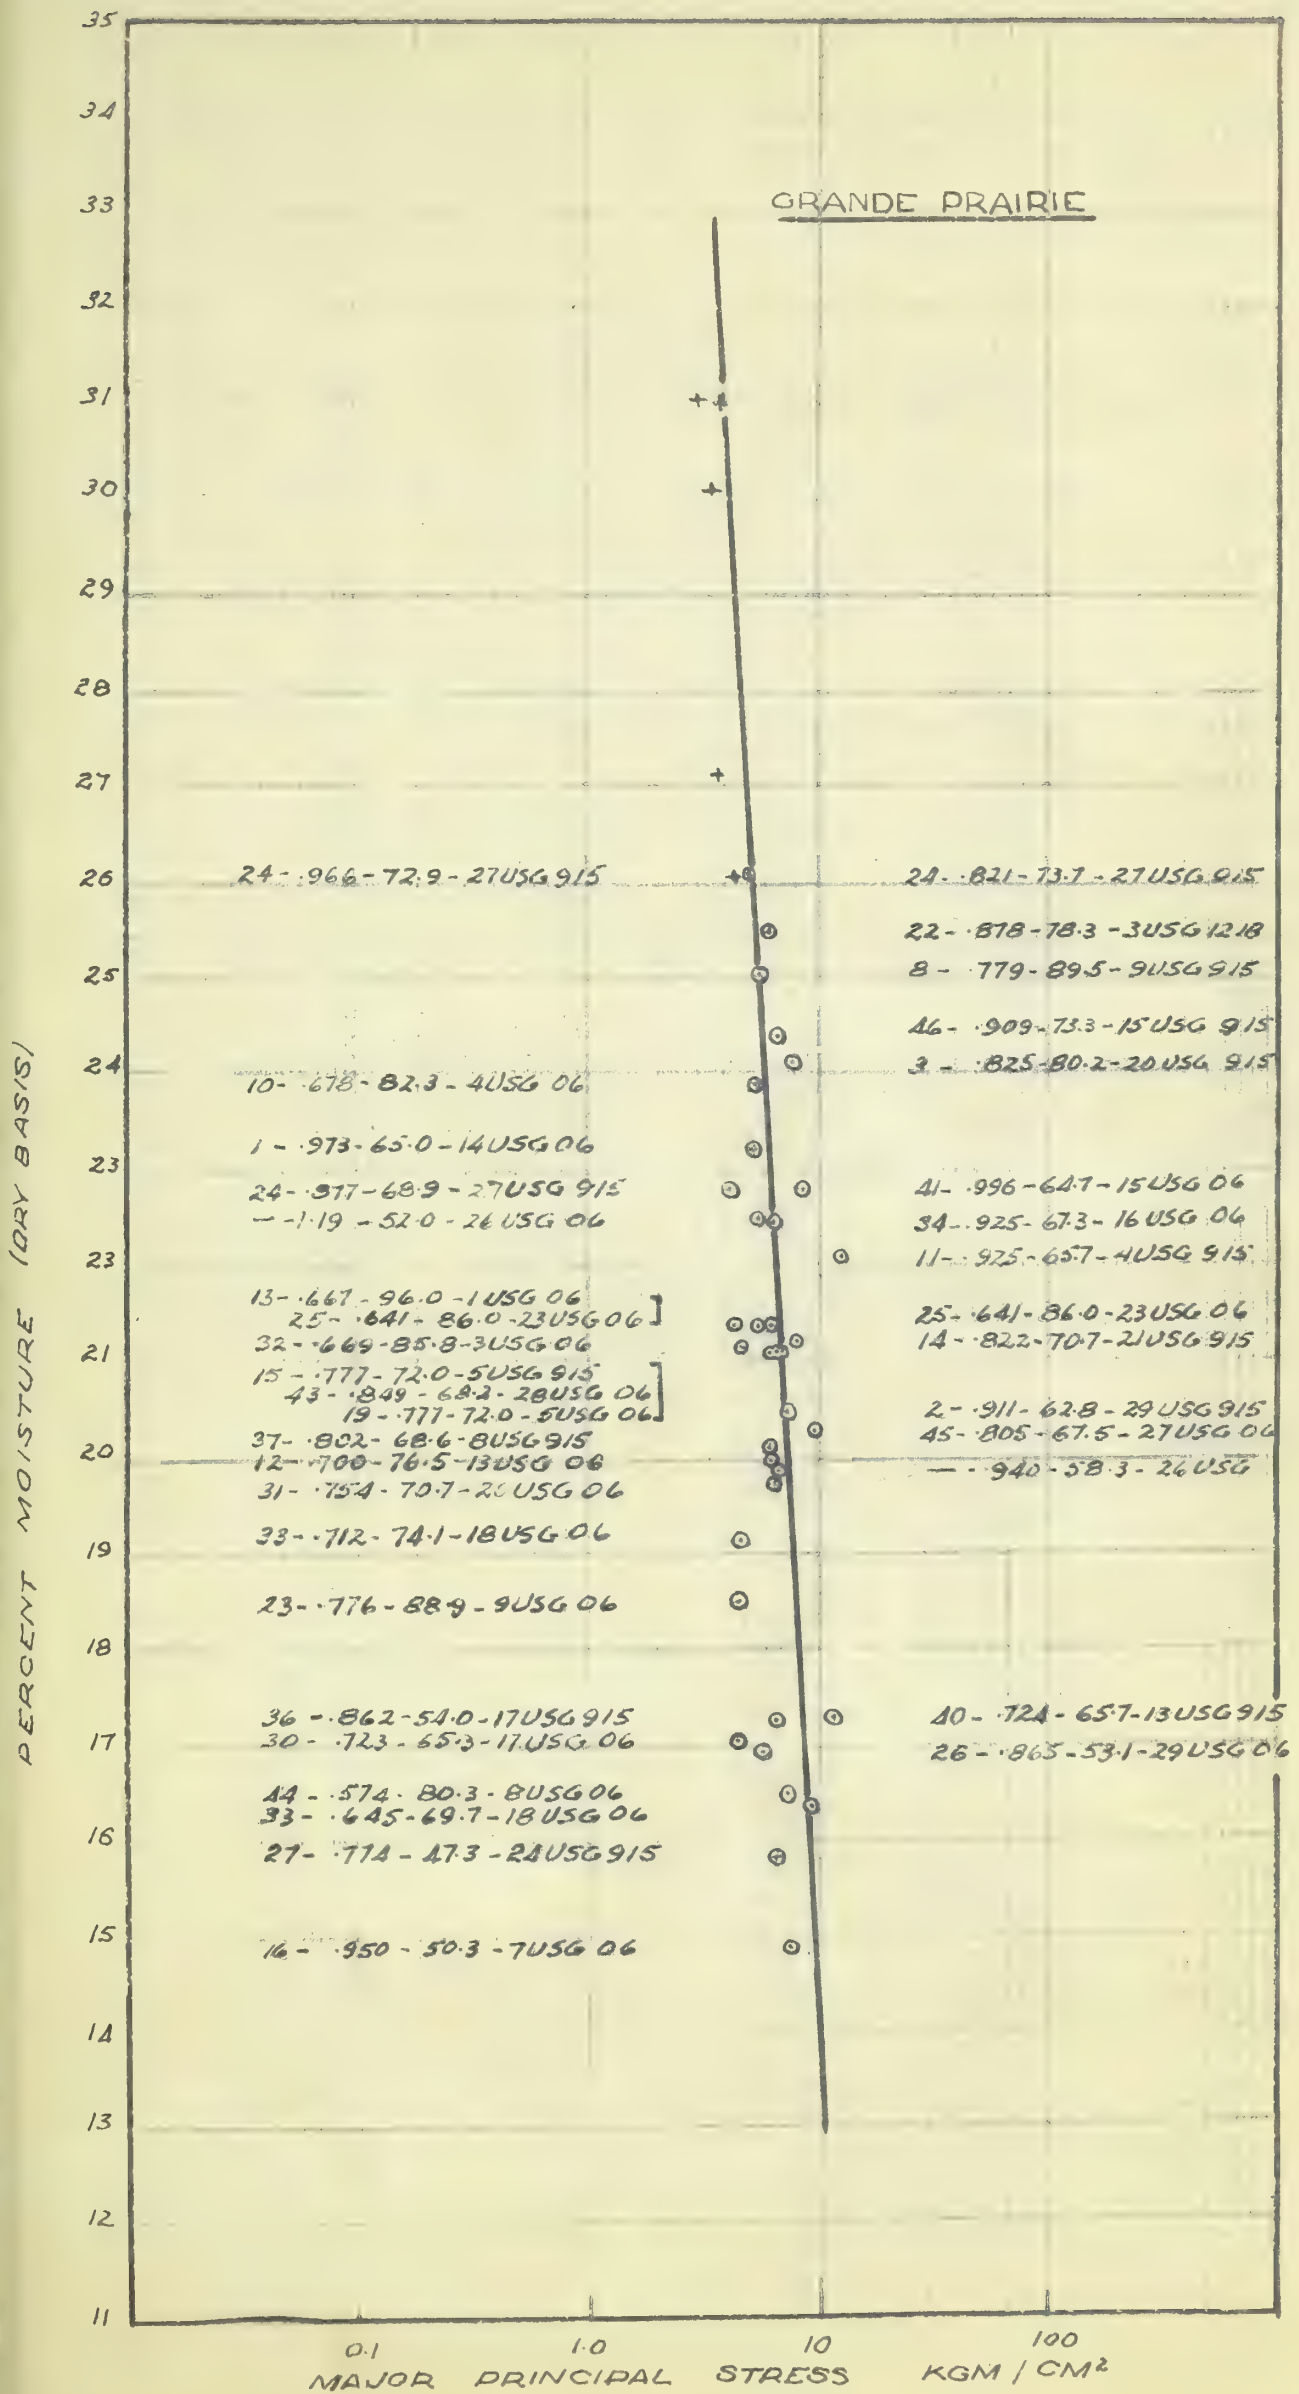 35
34
33
GRANDE PRAIRIE
32
31
30
29
28
27
26
24- .966-72.9-27USG 915
24- .821-73.7-27USG 915
22- .878-78.3-3USG 1218
25
8- .779-89.5-9USG 915
46- .909-73.3-15USG 915
24
3- .825-80.2-20USG 915
10- .678-82.3-4USG 06
1- .973-65.0-14USG 06
23
24- .977-68.9-27USG 915
41- .996-64.7-15USG 06
— -1.19-52.0-26USG 06
34- .925-67.3-16USG 06
23
11- .925-65.7-4USG 915
13- .667-96.0-1USG 06
25- .641-86.0-23USG 06]
25- .641-86.0-23USG 06
32- .669-85.8-3USG 06
14- .822-70.7-21USG 915
21
15- .777-72.0-5USG 915
43- .849-68.2-28USG 06
19- .777-72.0-5USG 06]
2- .911-62.8-29USG 915
37- .802-68.6-8USG 915
45- .805-67.5-27USG 06
20
12- .700-76.5-13USG 06
— - .940-58.3-26USG
31- .754-70.7- USG 06
33- .712-74.1-18USG 06
19
23- .776-88.9-9USG 06
18
36- .862-54.0-17USG 915
40- .724-65.7-13USG 915
17
30- .723-65.3-17USG 06
26- .865-53.1-29USG 06
44- .574-80.3-8USG 06
33- .645-69.7-18USG 06
16
27- .774-47.3-24USG 915
15
16- .950-50.3-7USG 06
14
13
12
11
PERCENT MOISTURE (DRY BASIS)
0.1 1.0 10 100
MAJOR PRINCIPAL STRESS KGM/CM²